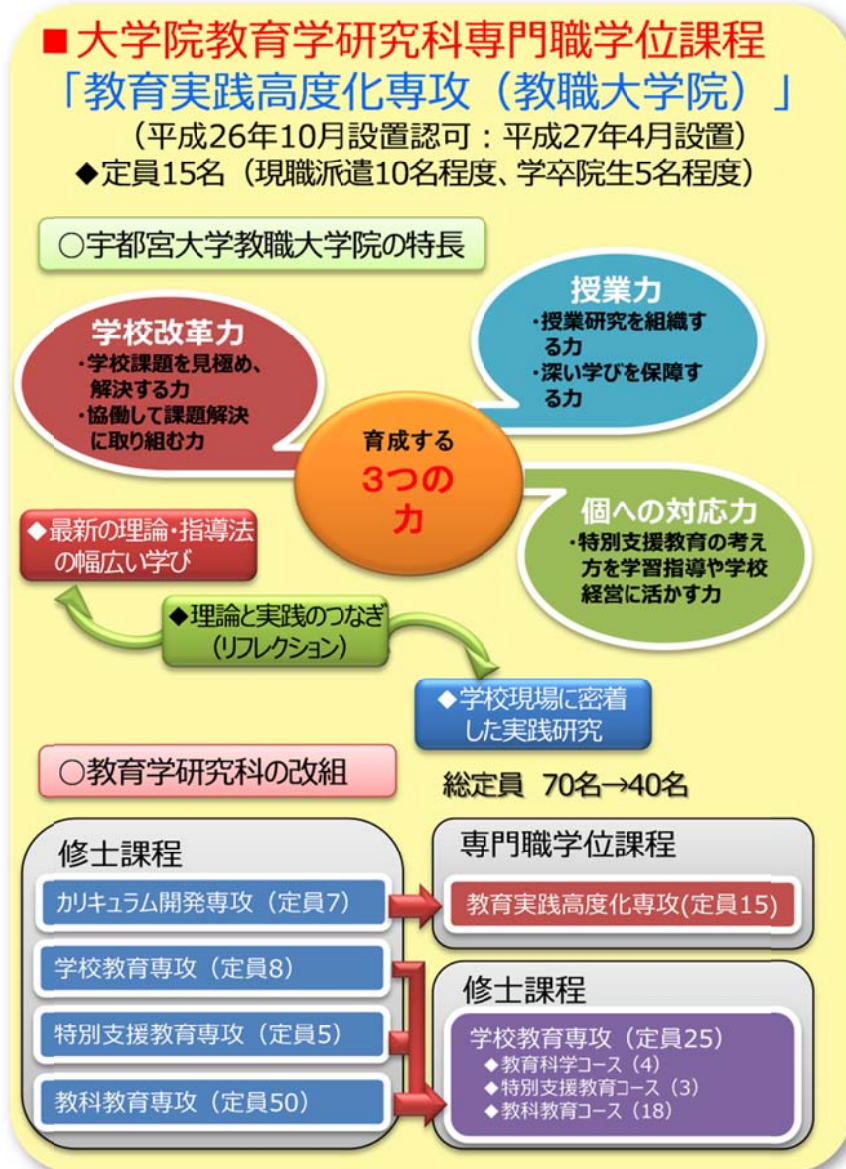 ■大学院教育学研究科専門職学位課程
「教育実践高度化専攻（教職大学院）」
（平成26年10月設置認可：平成27年4月設置）
◆定員15名（現職派遣10名程度、学卒院生5名程度）
○宇都宮大学教職大学院の特長
学校改革力
・学校課題を見極め、
解決する力
・協働して課題解決
に取り組む力
授業力
・授業研究を組織す
る力
・深い学びを保障す
る力
育成する
3つの
力
個への対応力
・特別支援教育の考え
方を学習指導や学校
経営に活かす力
◆最新の理論・指導法
の幅広い学び
◆理論と実践のつなぎ
（リフレクション）
◆学校現場に密着
した実践研究
○教育学研究科の改組
総定員 70名→40名
修士課程
カリキュラム開発専攻（定員7）
学校教育専攻（定員8）
特別支援教育専攻（定員5）
教科教育専攻（定員50）
専門職学位課程
教育実践高度化専攻(定員15)
修士課程
学校教育専攻（定員25）
◆教育科学コース（4）
◆特別支援教育コース（3）
◆教科教育コース（18）